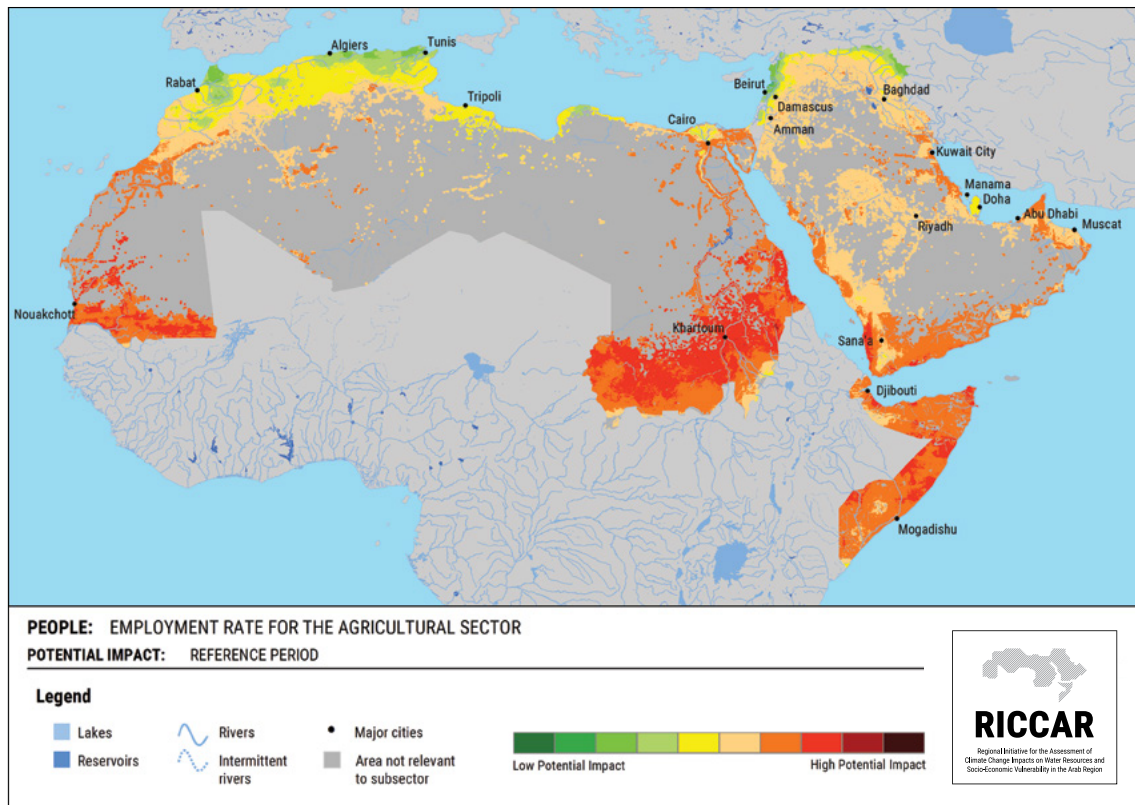 Algiers
Tunis
Rabat
Tripoli
Beirut
Baghdad
Damascus
Cairo
Amman
Kuwait City
Manama
Doha
Abu Dhabi
Riyadh
Muscat
Nouakchott
Khartoum
Sana'a
Djibouti
Mogadishu
PEOPLE: EMPLOYMENT RATE FOR THE AGRICULTURAL SECTOR
POTENTIAL IMPACT: REFERENCE PERIOD
Legend
Lakes
Reservoirs
Rivers
Intermittent
rivers
Major cities
Area not relevant
to subsector
Low Potential Impact
High Potential Impact
RICCAR
Regional Initiative for the Assessment of
Climate Change Impacts on Water Resources and
Socio-Economic Vulnerability in the Arab Region